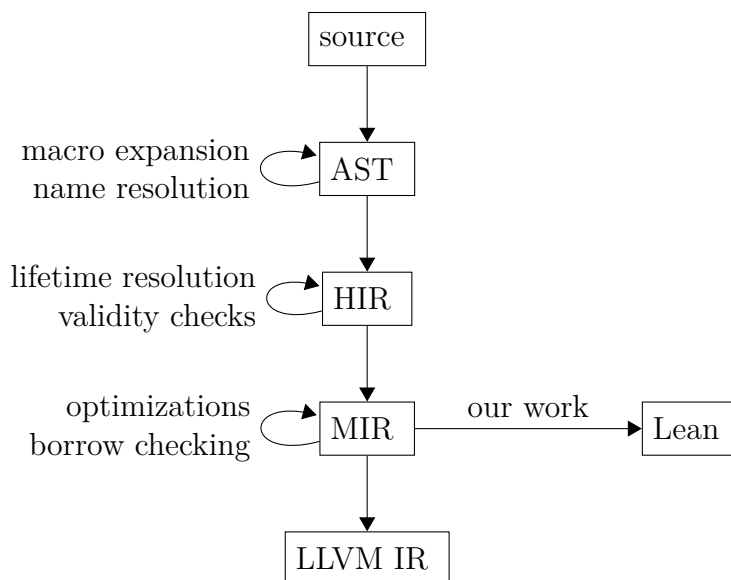 source
macro expansion
name resolution
AST
lifetime resolution
validity checks
HIR
optimizations
borrow checking
MIR
our work
Lean
LLVM IR